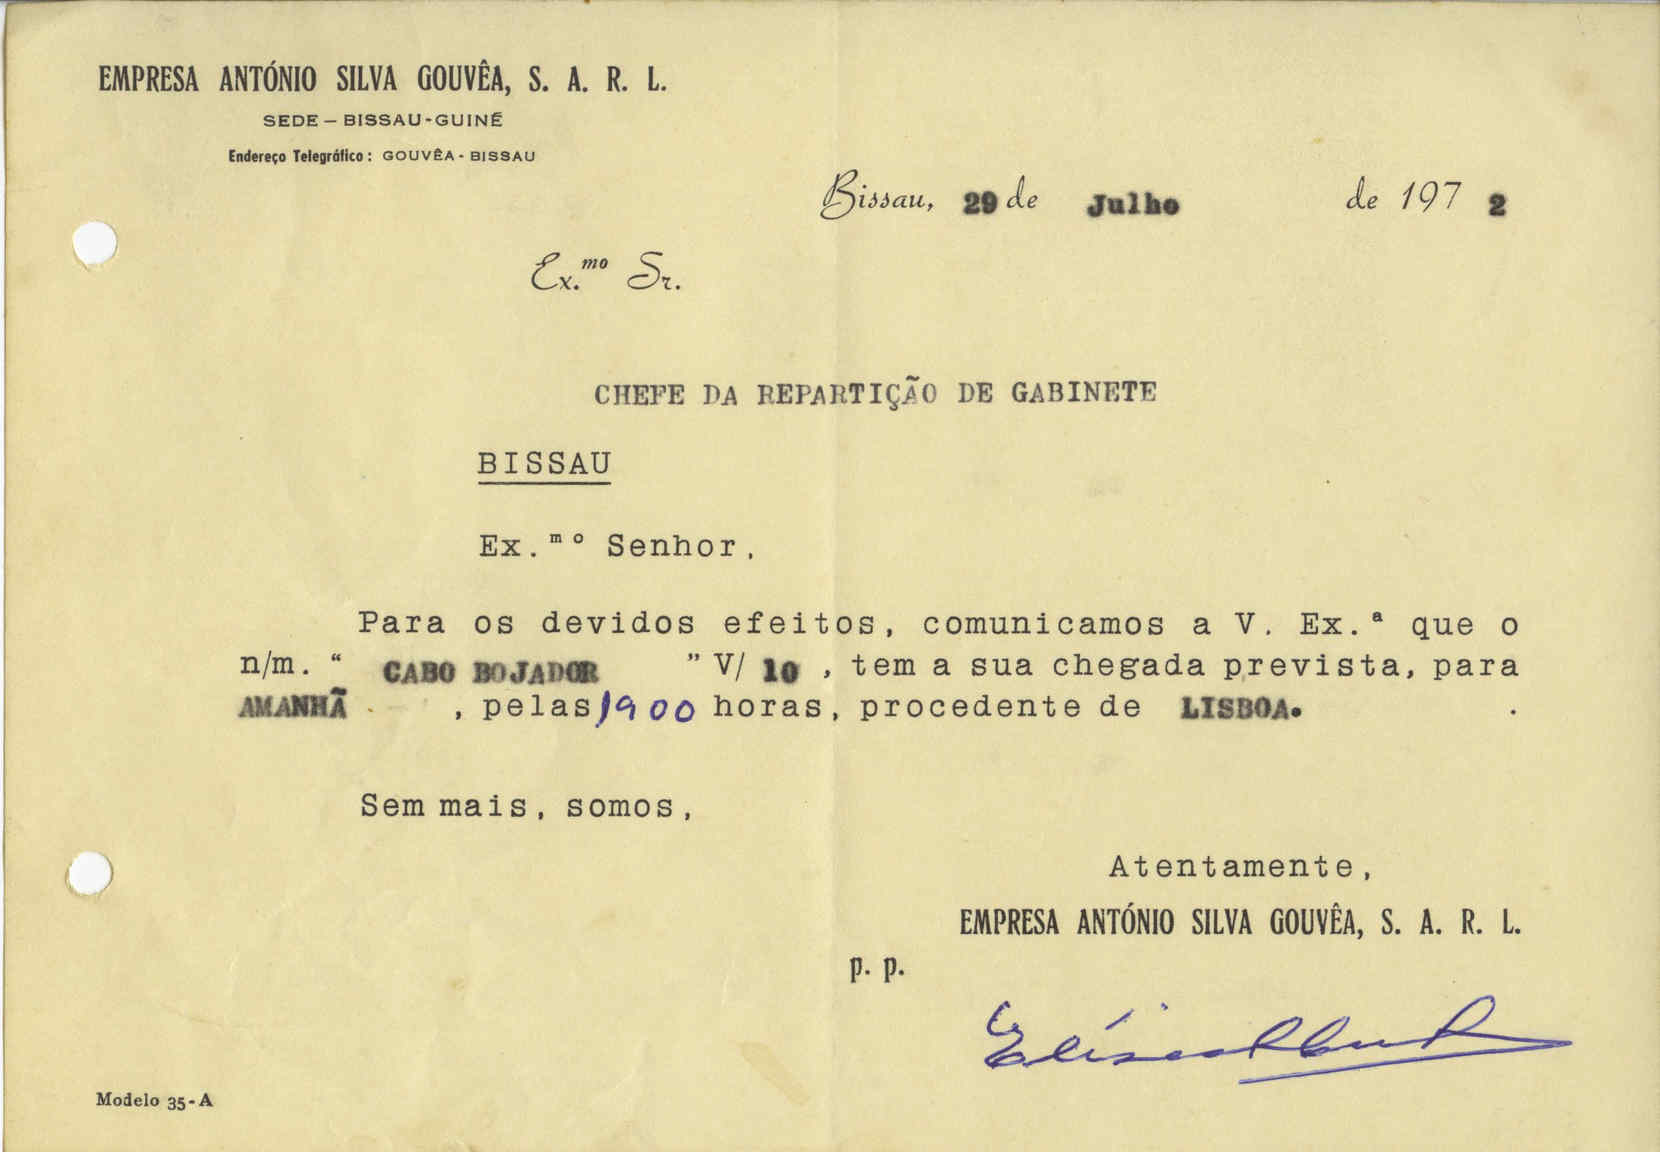 EMPRESA ANTÓNIO SILVA GOUVÊA, S. A. R. L.
SEDE – BISSAU-GUINÉ
Endereço Telegráfico: GOUVÊA - BISSAU
Bissau, 29 de Julho de 1972
Ex.mo Sr.
CHEFE DA REPARTIÇÃO DE GABINETE
BISSAU
Ex.mo Senhor,
Para os devidos efeitos, comunicamos a V. Ex.ª que o
n/m. “ CABO BOJADOR ” V/ 10 , tem a sua chegada prevista, para
AMANHÃ , pelas 1900 horas, procedente de LISBOA. .
Sem mais, somos,
Atentamente,
EMPRESA ANTÓNIO SILVA GOUVÊA, S. A. R. L.
p. p.
Modelo 35-A